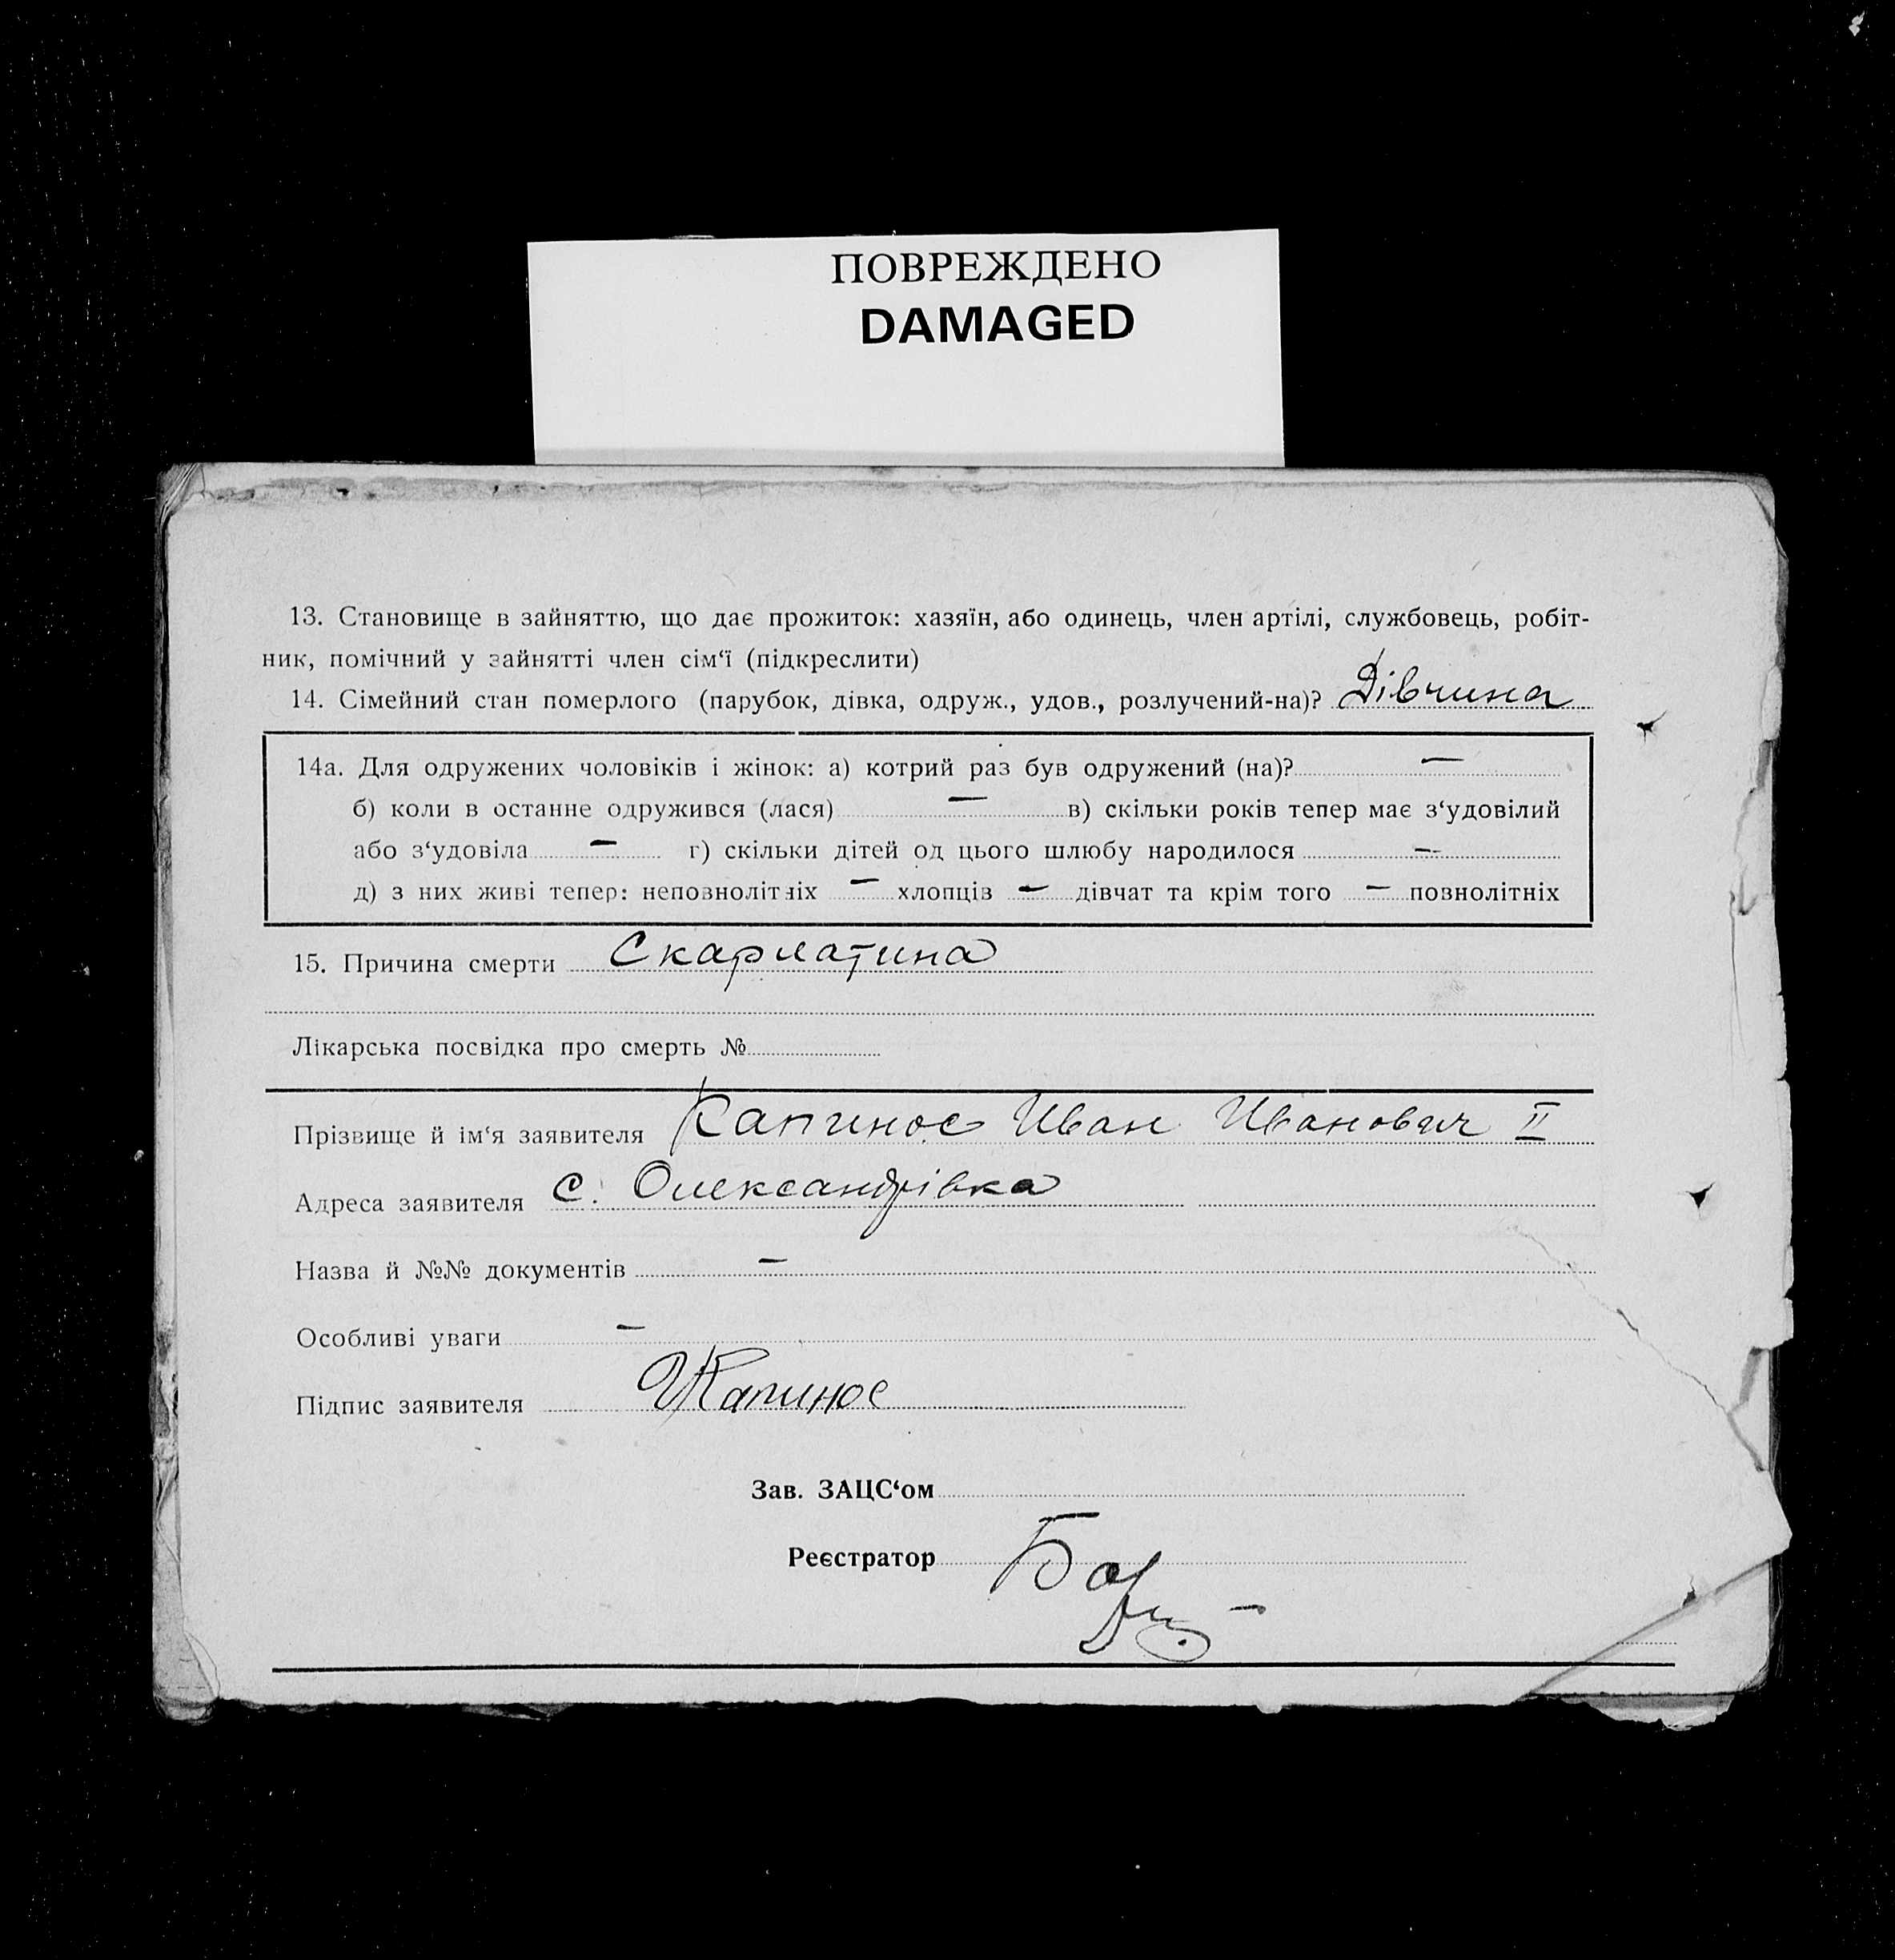 ПОВРЕЖДЕНО
DAMAGED
13. Становище в зайняттю, що дає прожиток: хазяїн, або одинець, член артілі, службовець, робіт-
ник, помічний у зайнятті член сім‘ї (підкреслити)
14. Сімейний стан померлого (парубок, дівка, одруж., удов., розлучений-на)? Дівчина
14а. Для одружених чоловіків і жінок: а) котрий раз був одружений (на)? —
б) коли в останне одружився (лася) — в) скільки років тепер має з‘удовілий
або з‘удовіла — г) скільки дітей од цього шлюбу народилося —
д) з них живі тепер: неповнолітніх — хлопців — дівчат та крім того — повнолітніх
15. Причина смерти Скарлатина
Лікарська посвідка про смерть №
Прізвище й ім‘я заявителя Капинос Иван Иванович II
Адреса заявителя с. Олександрівка
Назва й №№ документів —
Особливі уваги —
Підпис заявителя ИКапинос
Зав. ЗАЦС‘ом
Реєстратор